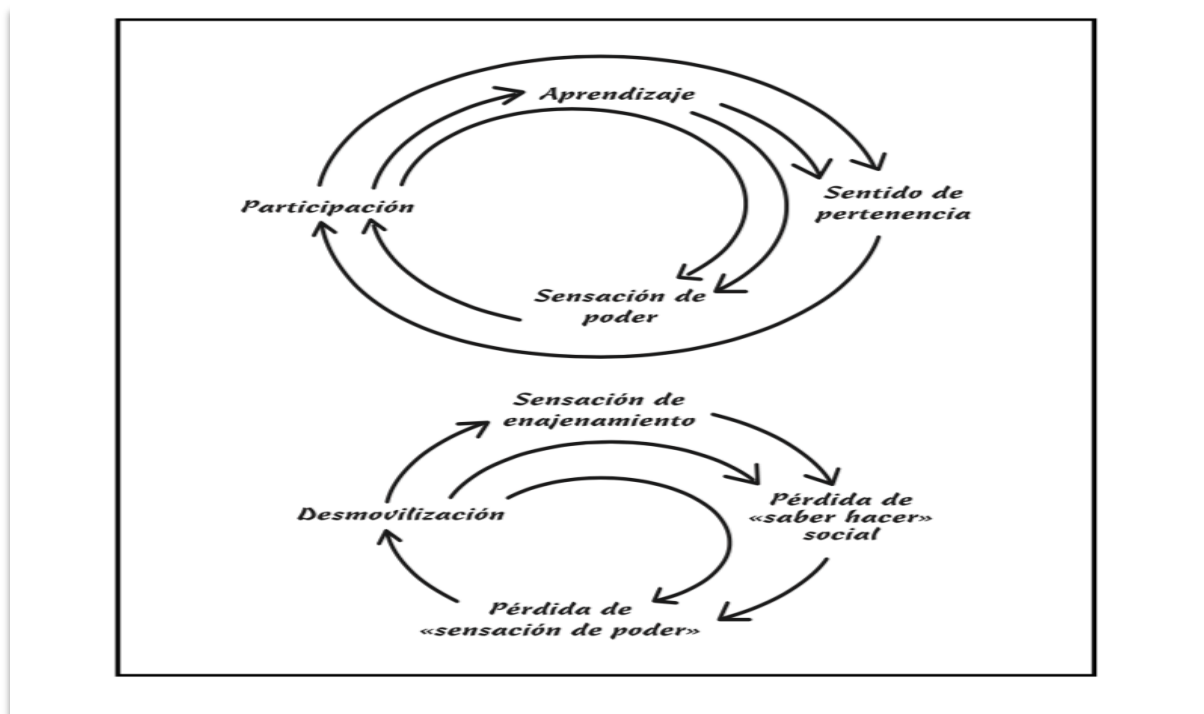 Aprendizaje
Participación
Sentido de
pertenencia
Sensación de
poder
Sensación de
enajenamiento
Desmovilización
Pérdida de
«saber hacer»
social
Pérdida de
«sensación de poder»